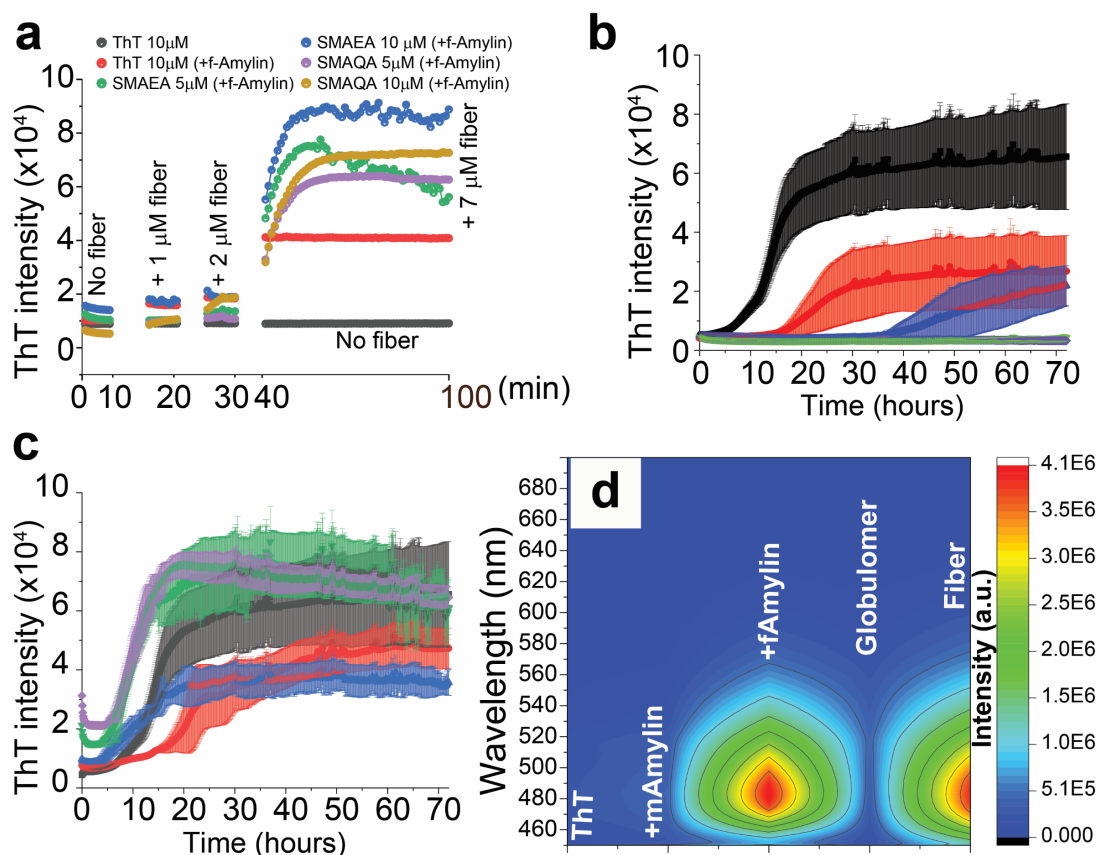 a
ThT 10μM
ThT 10μM (+f-Amylin)
SMAEA 5μM (+f-Amylin)
SMAEA 10 μM (+f-Amylin)
SMAQA 5μM (+f-Amylin)
SMAQA 10μM (+f-Amylin)
ThT intensity (x10⁴)
10
8
6
4
2
0
No fiber
+ 1 μM fiber
+ 2 μM fiber
+ 7 μM fiber
No fiber
0 10 20 30 40 100 (min)
b
ThT intensity (x10⁴)
10
8
6
4
2
0
0 10 20 30 40 50 60 70
Time (hours)
c
ThT intensity (x10⁴)
10
8
6
4
2
0
0 10 20 30 40 50 60 70
Time (hours)
d
Wavelength (nm)
680
660
640
620
600
580
560
540
520
500
480
460
ThT
+mAmylin
+fAmylin
Globulomer
Fiber
Intensity (a.u.)
4.1E6
3.6E6
3.0E6
2.5E6
2.0E6
1.5E6
1.0E6
5.1E5
0.000